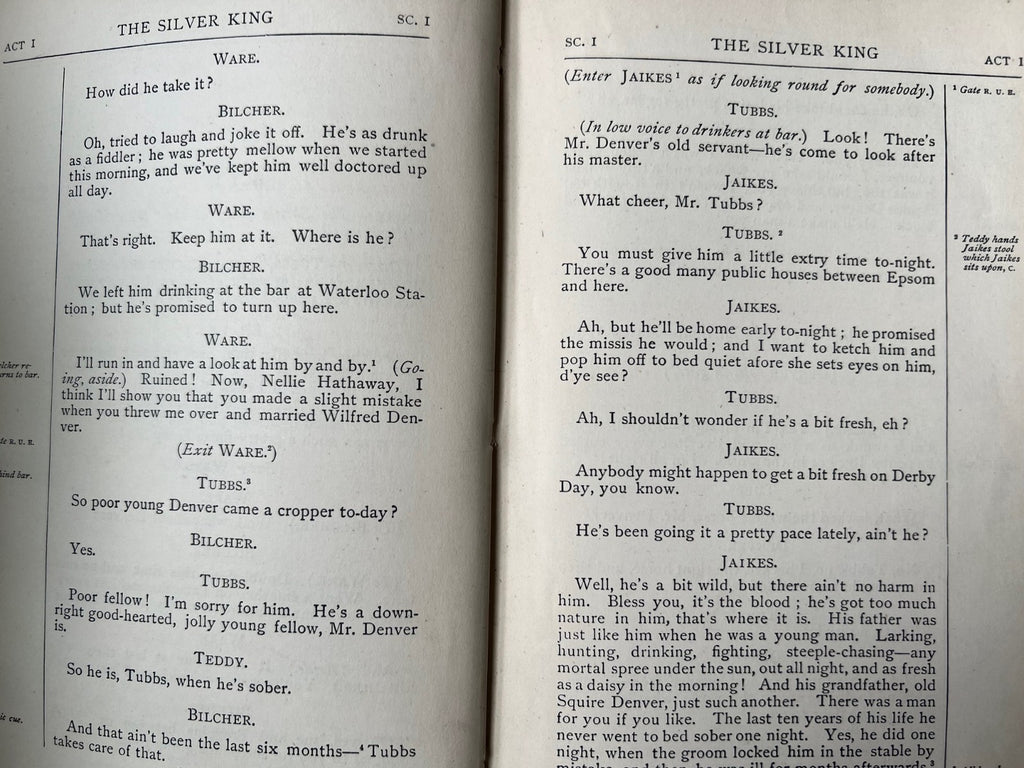 ACT I
THE SILVER KING
SC. I
WARE.
How did he take it?
BILCHER.
Oh, tried to laugh and joke it off. He's as drunk
as a fiddler; he was pretty mellow when we started
this morning, and we've kept him well doctored up
all day.
WARE.
That's right. Keep him at it. Where is he?
BILCHER.
We left him drinking at the bar at Waterloo Sta-
tion; but he's promised to turn up here.
WARE.
I'll run in and have a look at him by and by.¹ (Go-
ing, aside.) Ruined! Now, Nellie Hathaway, I
think I'll show you that you made a slight mistake
when you threw me over and married Wilfred Den-
ver.
(Exit WARE.²)
TUBBS.³
So poor young Denver came a cropper to-day?
BILCHER.
Yes.
TUBBS.
Poor fellow! I'm sorry for him. He's a down-
right good-hearted, jolly young fellow, Mr. Denver
is.
TEDDY.
So he is, Tubbs, when he's sober.
BILCHER.
And that ain't been the last six months—⁴ Tubbs
takes care of that.
to bar.
R. U. E.
bar.
cue.
SC. I
THE SILVER KING
ACT I
(Enter JAIKES¹ as if looking round for somebody.)
TUBBS.
(In low voice to drinkers at bar.) Look! There's
Mr. Denver's old servant—he's come to look after
his master.
JAIKES.
What cheer, Mr. Tubbs?
TUBBS.²
You must give him a little extry time to-night.
There's a good many public houses between Epsom
and here.
JAIKES.
Ah, but he'll be home early to-night; he promised
the missis he would; and I want to ketch him and
pop him off to bed quiet afore she sets eyes on him,
d'ye see?
TUBBS.
Ah, I shouldn't wonder if he's a bit fresh, eh?
JAIKES.
Anybody might happen to get a bit fresh on Derby
Day, you know.
TUBBS.
He's been going it a pretty pace lately, ain't he?
JAIKES.
Well, he's a bit wild, but there ain't no harm in
him. Bless you, it's the blood; he's got too much
nature in him, that's where it is. His father was
just like him when he was a young man. Larking,
hunting, drinking, fighting, steeple-chasing—any
mortal spree under the sun, out all night, and as fresh
as a daisy in the morning! And his grandfather, old
Squire Denver, just such another. There was a man
for you if you like. The last ten years of his life he
never went to bed sober one night. Yes, he did one
night, when the groom locked him in the stable by
mistake, and then he was ill for months afterwards³
¹ Gate R. U. E.
² Teddy hands
Jaikes stool
which Jaikes
sits upon, C.